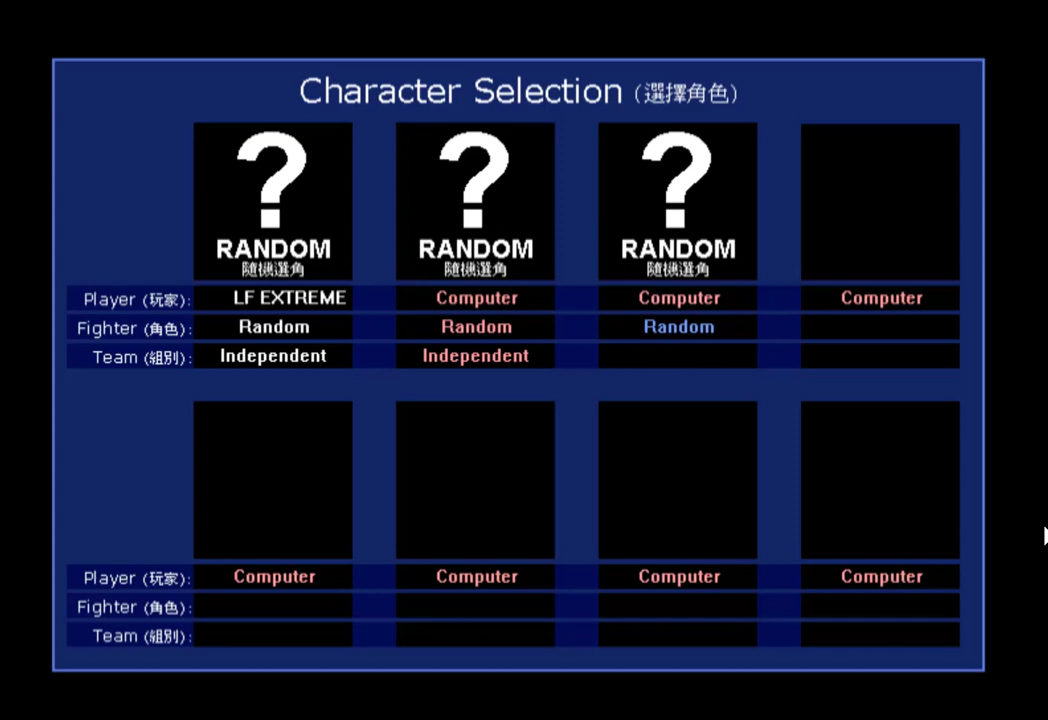 Character Selection (選擇角色)
RANDOM RANDOM RANDOM
隨機選角 隨機選角 隨機選角
Player (玩家): LF EXTREME Computer Computer Computer
Fighter (角色): Random Random Random
Team (組別): Independent Independent
Player (玩家): Computer Computer Computer Computer
Fighter (角色):
Team (組別):